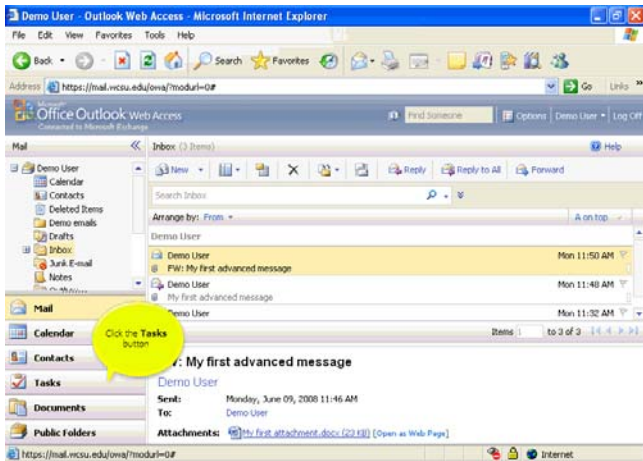 Demo User - Outlook Web Access - Microsoft Internet Explorer
File Edit View Favorites Tools Help
Back Search Favorites
Address https://mail.wcsu.edu/owa/?modurl=0# Go Links »
Microsoft
Office Outlook Web Access
Connected to Microsoft Exchange
Find Someone Options Demo User Log Off
Mail « Inbox (3 Items) Help
New Reply Reply to All Forward
Search Inbox
Arrange by: From A on top
Demo User
Calendar
Contacts
Deleted Items
Demo emails
Drafts
Inbox
Junk E-mail
Notes
Demo User
Demo User Mon 11:50 AM
FW: My first advanced message
Demo User Mon 11:48 AM
My first advanced message
Demo User Mon 11:32 AM
Items 1 to 3 of 3
Mail
Calendar
Contacts
Tasks
Documents
Public Folders
Click the Tasks
button
: My first advanced message
Demo User
Sent: Monday, June 09, 2008 11:46 AM
To: Demo User
Attachments: My first attachment.docx (23 KB) [Open as Web Page]
https://mail.wcsu.edu/owa/?modurl=0# Internet